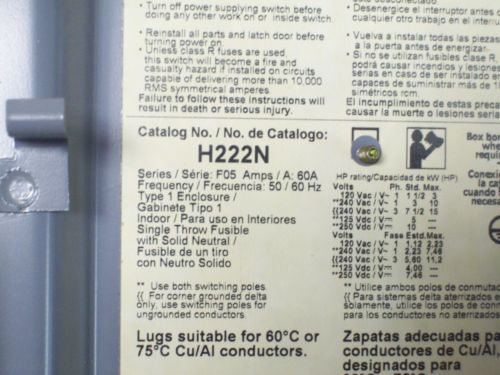 · Turn off power supplying switch before
doing any other work on or inside switch.
· Reinstall all parts and latch door before
turning power on.
· Unless class R fuses are used,
this switch will become a fire and
casualty hazard if installed on circuits
capable of delivering more than 10,000
RMS symmetrical amperes.
Failure to follow these instructions will
result in death or serious injury.
· Desenergice el interruptor antes d
cualquier otro trabajo en el interr
· Vuelva a instalar todas las piezas
a la puerta antes de energizar.
· Si no se utilizan fusibles clase R,
podrá causar incendios y lesiones
serias en caso de ser instalado e
capaces de suministrar más de 10
simétricos rcm.
El incumplimiento de estas prec
causar la muerte o lesiones seria
Catalog No. / No. de Catalogo:
H222N
Series / Série: F05 Amps / A: 60A
Frequency / Frecuencia: 50 / 60 Hz
Type 1 Enclosure /
Gabinete Tipo 1
Indoor / Para uso en Interiores
Single Throw Fusible
with Solid Neutral /
Fusible de un tiro
con Neutro Solido
** Use both switching poles.
{{ For corner grounded delta
only, use switching poles for
ungrounded conductors.
Lugs suitable for 60°C or
75°C Cu/Al conductors.
Box bon
whe
requ
Conexió
la caj
cuand
necesa
HP rating/Capacidad de kW (HP)
Volts Ph. Std. Max.
120 Vac / ~ 1 1 1/2 3
**240 Vac / ~ 1 3 10
{{240 Vac / ~ 3 7 1/2 15
**125 Vdc / ⎓ 5
**250 Vdc / ⎓ 10
Volts Fase Estd. Max.
120 Vac / ~ 1 1,12 2,23
**240 Vac / ~ 1 2,23 7,46
{{240 Vac / ~ 3 5,60 11,2
**125 Vdc / ⎓ 4,00
**250 Vdc / ⎓ 7,46
** Utilice ambos polos de conmuta
{{ Para sistemas delta aterrizados e
solamente, utilice los polos de conm
para los conductores no aterrizados.
Zapatas adecuadas pa
conductores de Cu/Al,
designados para